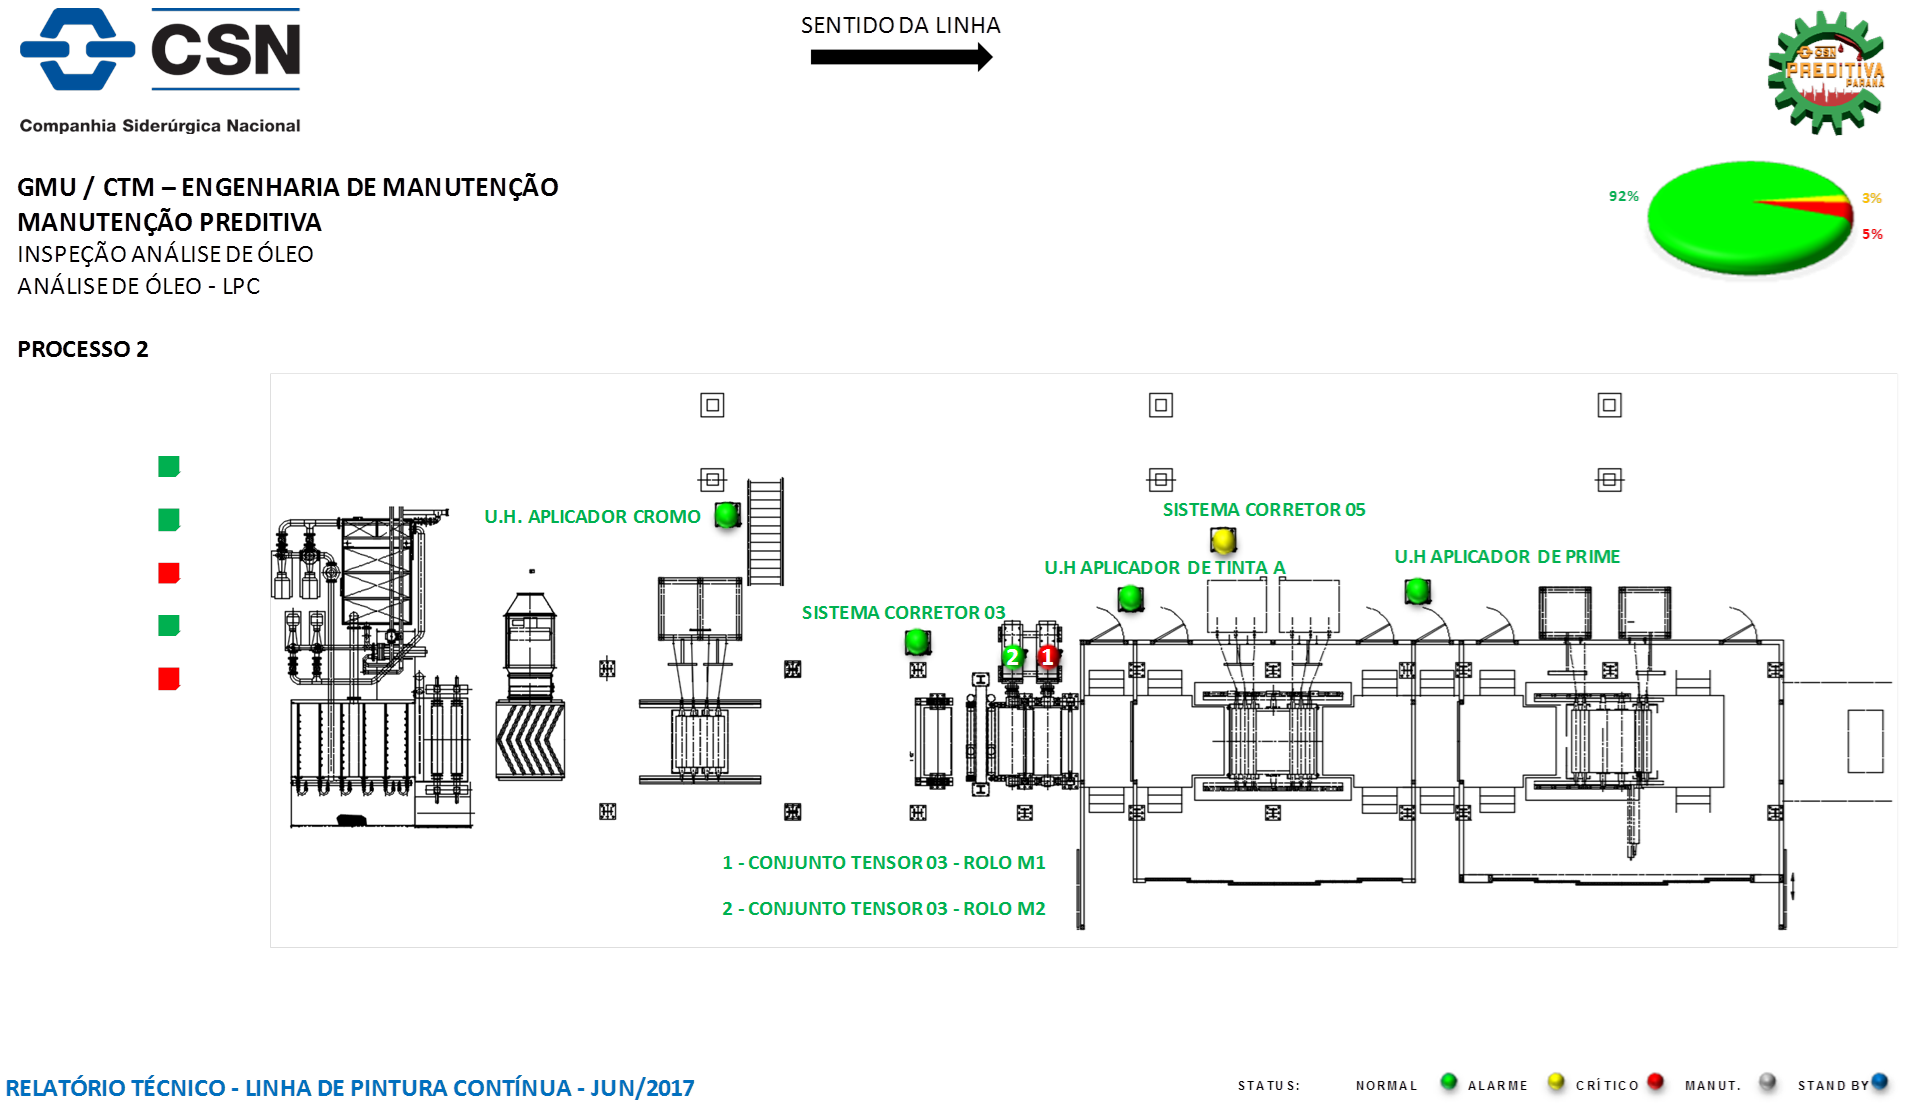 CSN
Companhia Siderúrgica Nacional
SENTIDO DA LINHA
CSN
PREDITIVA
PARANÁ
GMU / CTM – ENGENHARIA DE MANUTENÇÃO
MANUTENÇÃO PREDITIVA
INSPEÇÃO ANÁLISE DE ÓLEO
ANÁLISE DE ÓLEO - LPC
92%
3%
5%
PROCESSO 2
U.H. APLICADOR CROMO
SISTEMA CORRETOR 05
U.H APLICADOR DE TINTA A
U.H APLICADOR DE PRIME
SISTEMA CORRETOR 03
2
1
1 - CONJUNTO TENSOR 03 - ROLO M1
2 - CONJUNTO TENSOR 03 - ROLO M2
RELATÓRIO TÉCNICO - LINHA DE PINTURA CONTÍNUA - JUN/2017
STATUS: NORMAL ALARME CRÍTICO MANUT. STAND BY